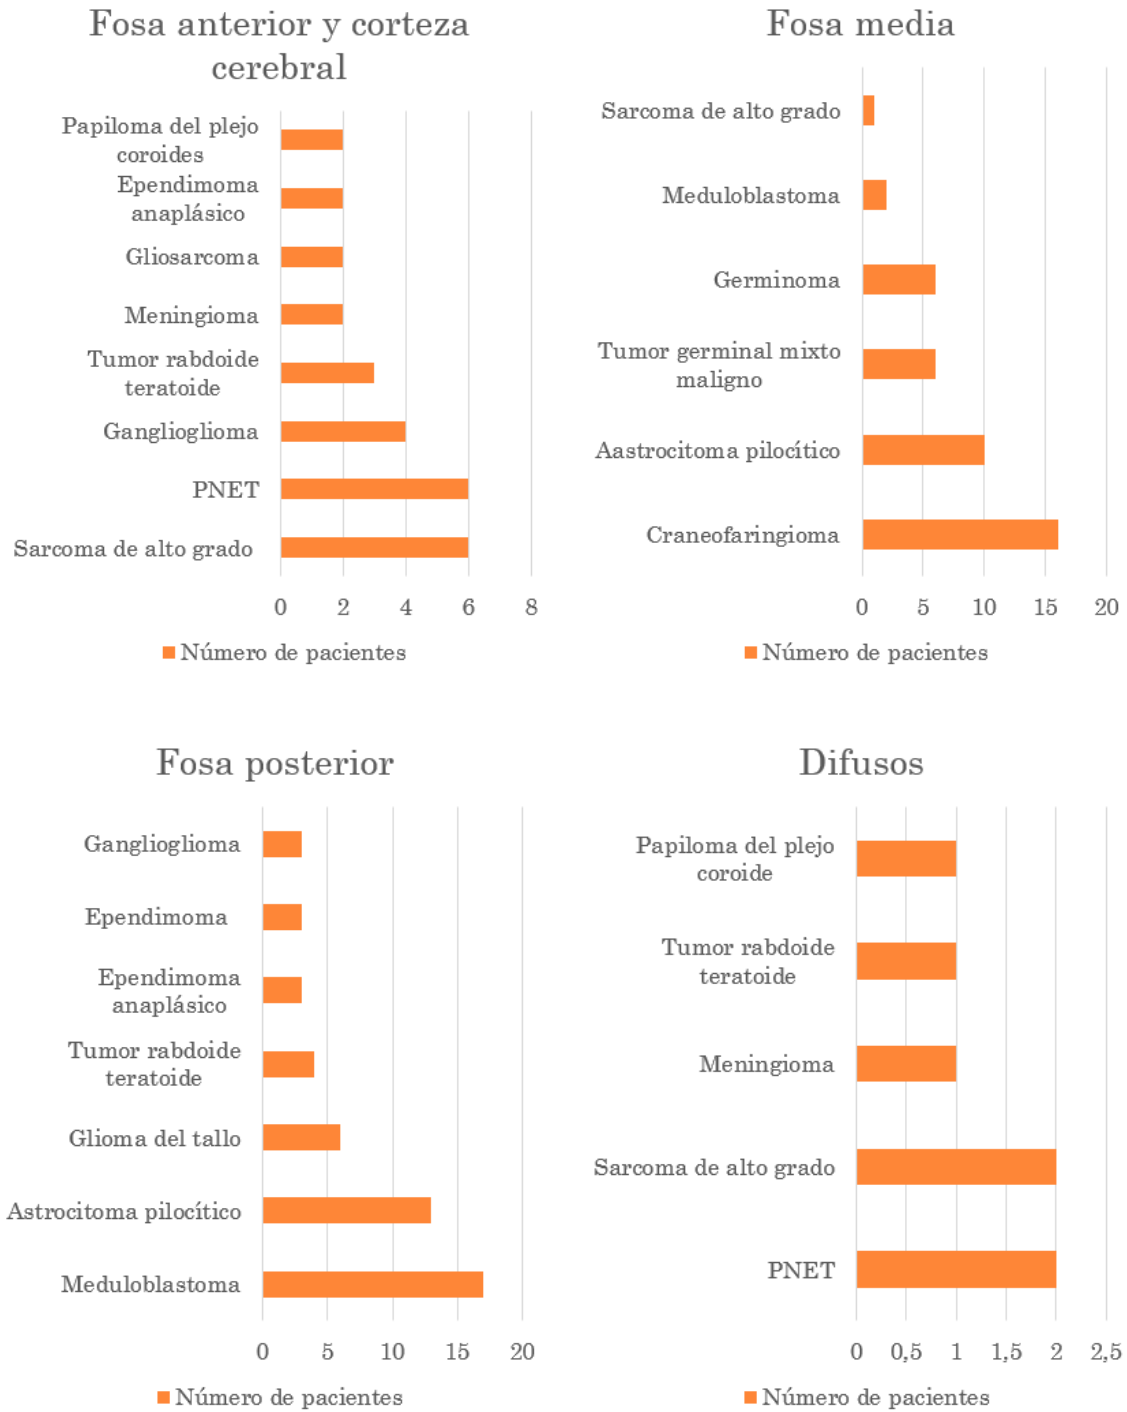 Fosa anterior y corteza
cerebral
Papiloma del plejo
coroides
Ependimoma
anaplásico
Gliosarcoma
Meningioma
Tumor rabdoide
teratoide
Ganglioglioma
PNET
Sarcoma de alto grado
0 2 4 6 8
Número de pacientes
Fosa media
Sarcoma de alto grado
Meduloblastoma
Germinoma
Tumor germinal mixto
maligno
Aastrocitoma pilocítico
Craneofaringioma
0 5 10 15 20
Número de pacientes
Fosa posterior
Ganglioglioma
Ependimoma
Ependimoma
anaplásico
Tumor rabdoide
teratoide
Glioma del tallo
Astrocitoma pilocítico
Meduloblastoma
0 5 10 15 20
Número de pacientes
Difusos
Papiloma del plejo
coroide
Tumor rabdoide
teratoide
Meningioma
Sarcoma de alto grado
PNET
0 0,5 1 1,5 2 2,5
Número de pacientes